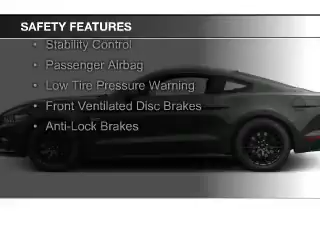 SAFETY FEATURES
• Stability Control
• Passenger Airbag
• Low Tire Pressure Warning
• Front Ventilated Disc Brakes
• Anti-Lock Brakes